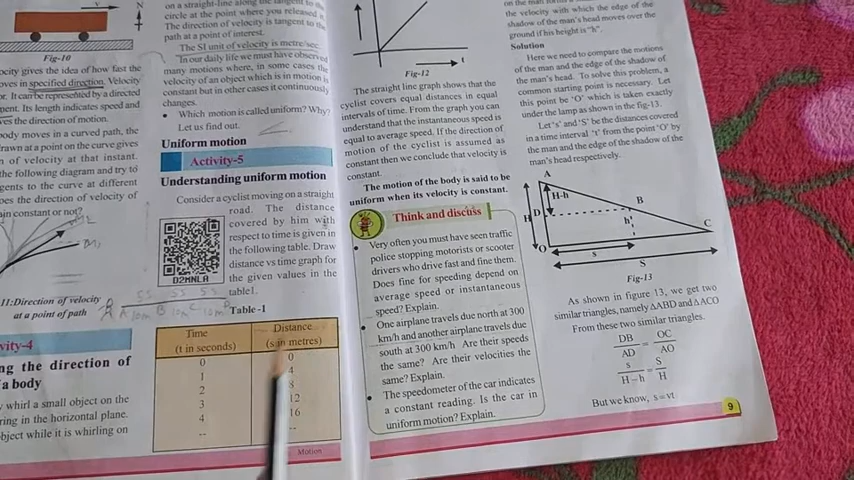 v
N
Fig-10
ocity gives the idea of how fast the
oves in specified direction. Velocity
or. It can be represented by a directed
ment. Its length indicates speed and
ves the direction of motion.
body moves in a curved path, the
rawn at a point on the curve gives
n of velocity at that instant.
the following diagram and try to
gents to the curve at different
oes the direction of velocity of
ain constant or not?
11:Direction of velocity
at a point of path
vity-4
ng the direction of
a body
y whirl a small object on the
ring in the horizontal plane.
object while it is whirling on
on a straight-line along the tangent to the
circle at the point where you released it.
The direction of velocity is tangent to the
path at a point of interest.
The SI unit of velocity is metre/sec.
In our daily life we must have observed
many motions where, in some cases the
velocity of an object which is in motion is
constant but in other cases it continuously
changes.
• Which motion is called uniform? Why?
Let us find out.
Uniform motion
Activity-5
Understanding uniform motion
Consider a cyclist moving on a straight
road. The distance
covered by him with
respect to time is given in
the following table. Draw
distance vs time graph for
the given values in the
table1.
D2MNLA
5s 5s 5s
A 10m B 10m C 10m D
Table-1
Time Distance
(t in seconds) (s in metres)
0 0
1 4
2 8
3 12
4 16
-- --
Motion
t
Fig-12
The straight line graph shows that the
cyclist covers equal distances in equal
intervals of time. From the graph you can
understand that the instantaneous speed is
equal to average speed. If the direction of
motion of the cyclist is assumed as
constant then we conclude that velocity is
constant.
The motion of the body is said to be
uniform when its velocity is constant.
Think and discuss
• Very often you must have seen traffic
police stopping motorists or scooter
drivers who drive fast and fine them.
Does fine for speeding depend on
average speed or instantaneous
speed? Explain.
• One airplane travels due north at 300
km/h and another airplane travels due
south at 300 km/h. Are their speeds
the same? Are their velocities the
same? Explain.
• The speedometer of the car indicates
a constant reading. Is the car in
uniform motion? Explain.
the velocity with which the edge of the
shadow of the man's head moves over the
ground if his height is "h".
Solution
Here we need to compare the motions
of the man and the edge of the shadow of
the man's head. To solve this problem, a
common starting point is necessary. Let
this point be 'O' which is taken exactly
under the lamp as shown in the fig-13.
Let 's' and 'S' be the distances covered
in a time interval 't' from the point 'O' by
the man and the edge of the shadow of the
man's head respectively.
A
H-h
B
H D
h
C
O
s
S
Fig-13
As shown in figure 13, we get two
similar triangles, namely △ABD and △ACO
From these two similar triangles.
DB/AD = OC/AO
s/H−h = S/H
But we know, s = vt
9